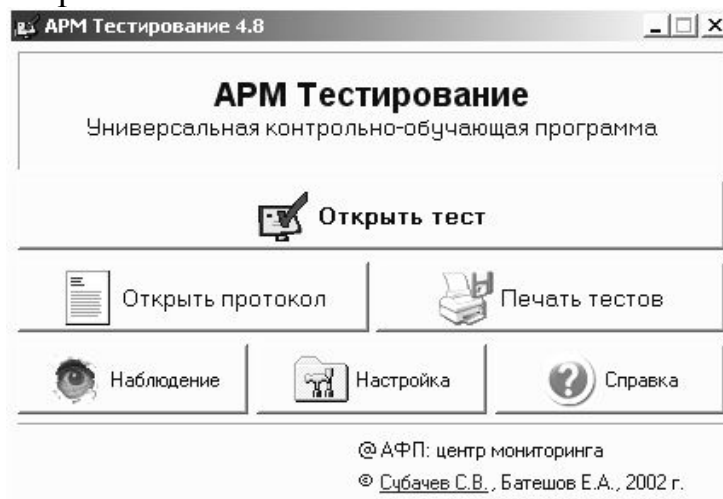 АРМ Тестирование 4.8
АРМ Тестирование
Универсальная контрольно-обучающая программа
Открыть тест
Открыть протокол
Печать тестов
Наблюдение
Настройка
Справка
@ АФП: центр мониторинга
© Субачев С.В., Батешов Е.А., 2002 г.